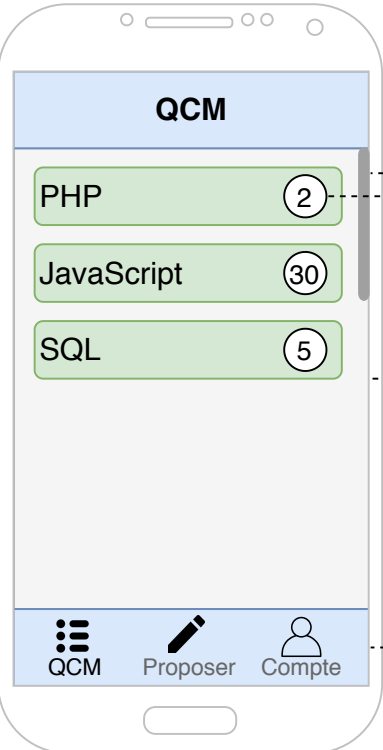 QCM
PHP 2
JavaScript 30
SQL 5
QCM Proposer Compte